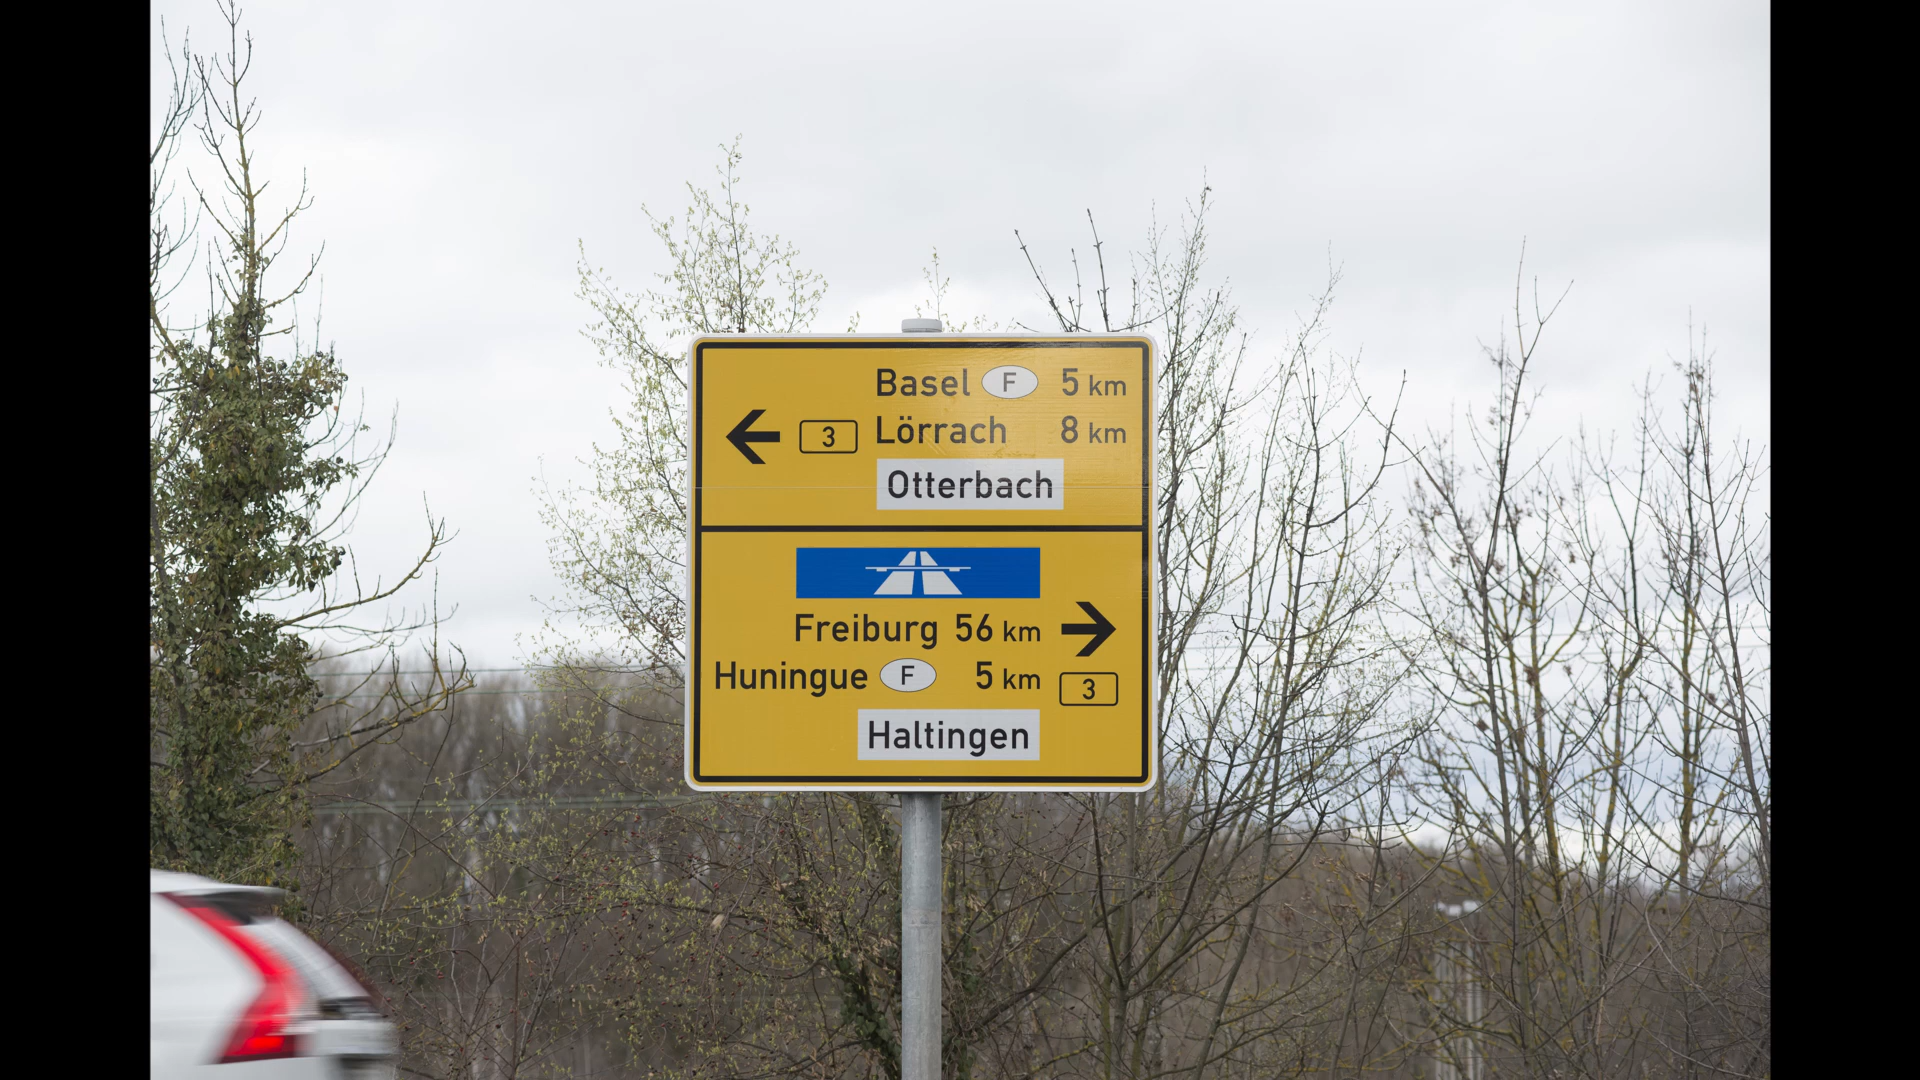 Basel F 5 km
3 Lörrach 8 km
Otterbach
Freiburg 56 km
Huningue F 5 km 3
Haltingen